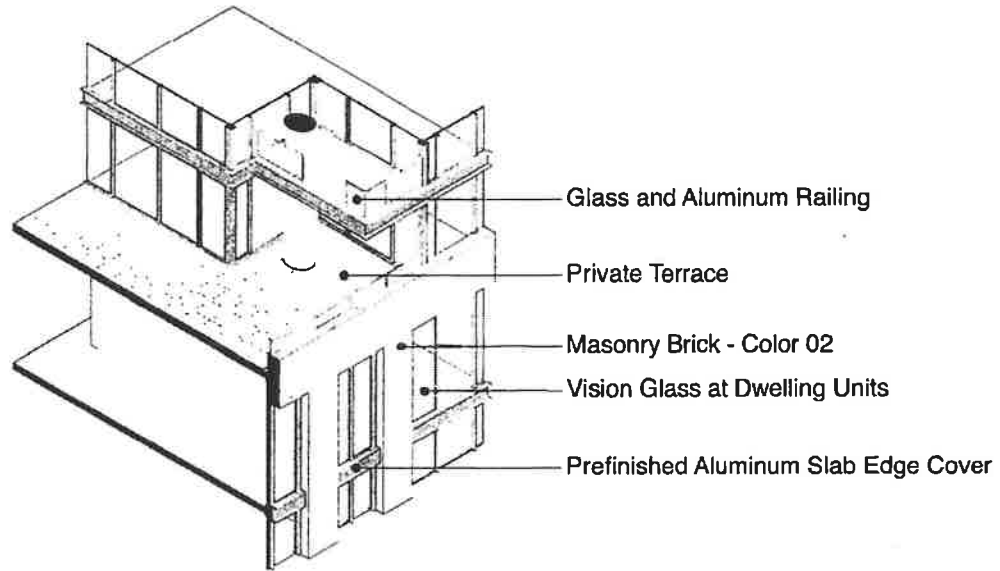 Glass and Aluminum Railing
Private Terrace
Masonry Brick - Color 02
Vision Glass at Dwelling Units
Prefinished Aluminum Slab Edge Cover